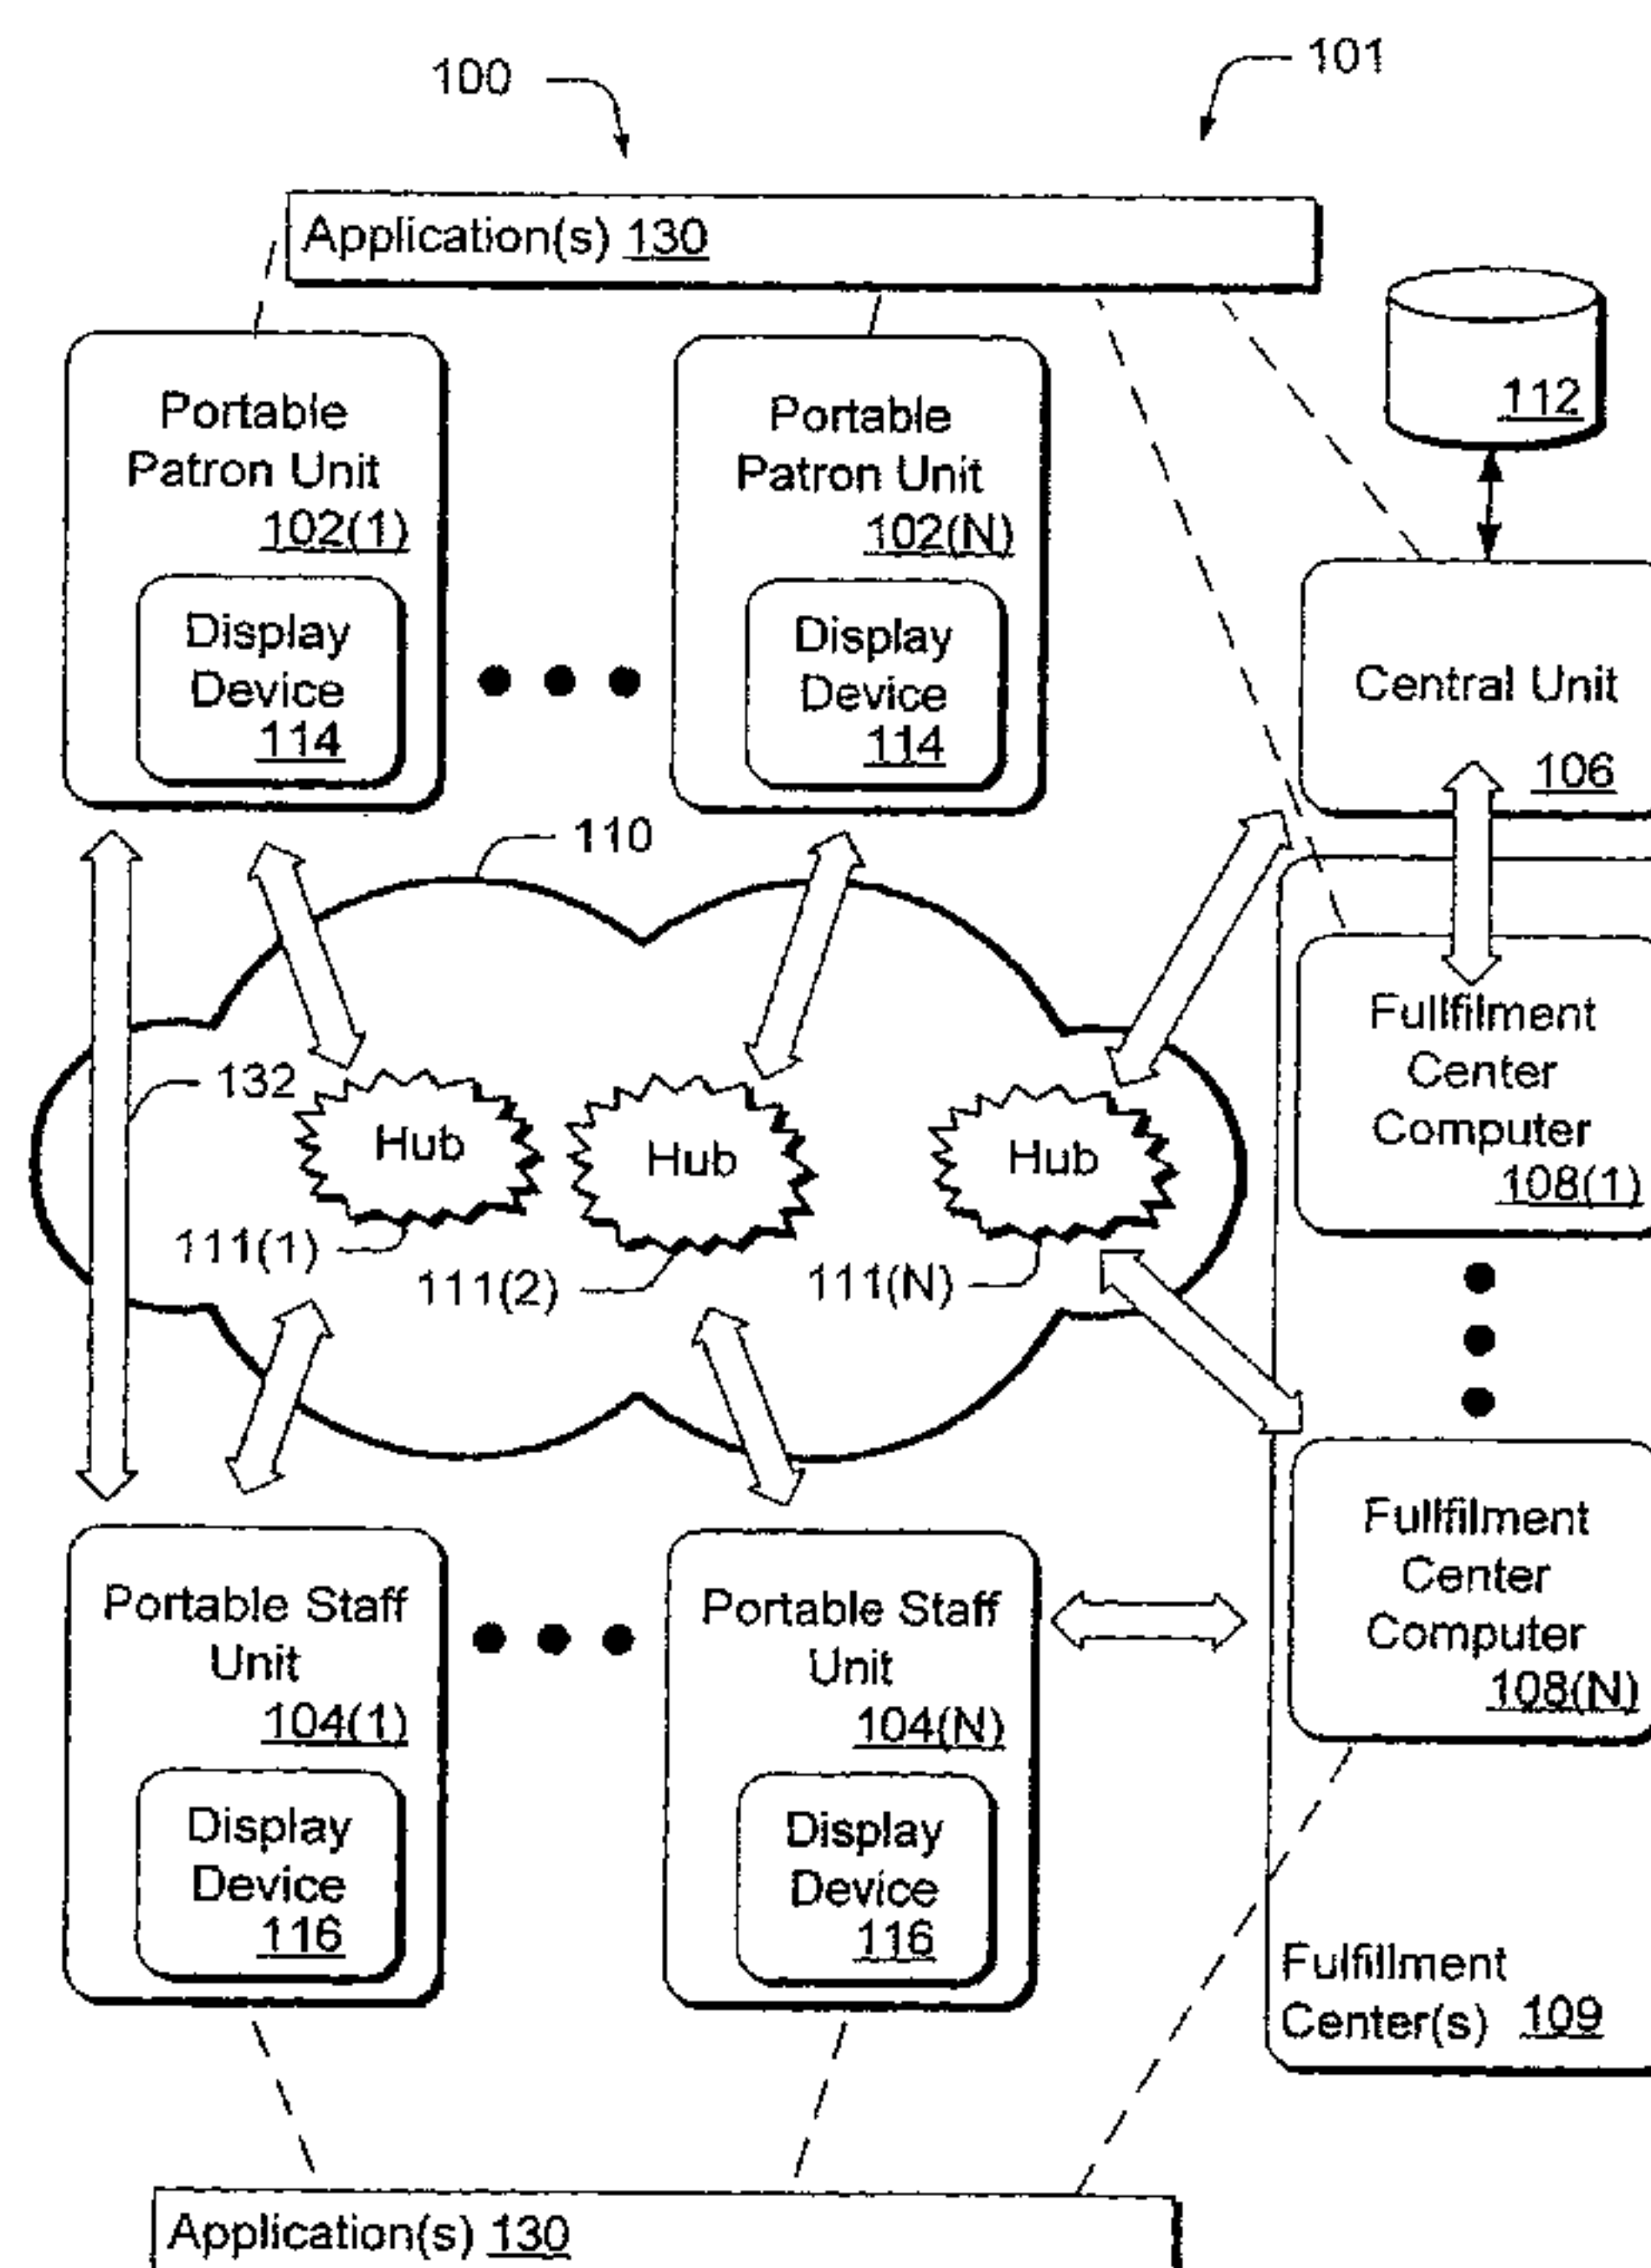 100
101
Application(s) 130
112
Portable
Patron Unit
102(1)
Display
Device
114
Portable
Patron Unit
102(N)
Display
Device
114
Central Unit
106
110
132
Hub
Hub
Hub
111(1)
111(2)
111(N)
Fullfilment
Center
Computer
108(1)
Fullfilment
Center
Computer
108(N)
Portable Staff
Unit
104(1)
Display
Device
116
Portable Staff
Unit
104(N)
Display
Device
116
Fulfillment
Center(s) 109
Application(s) 130